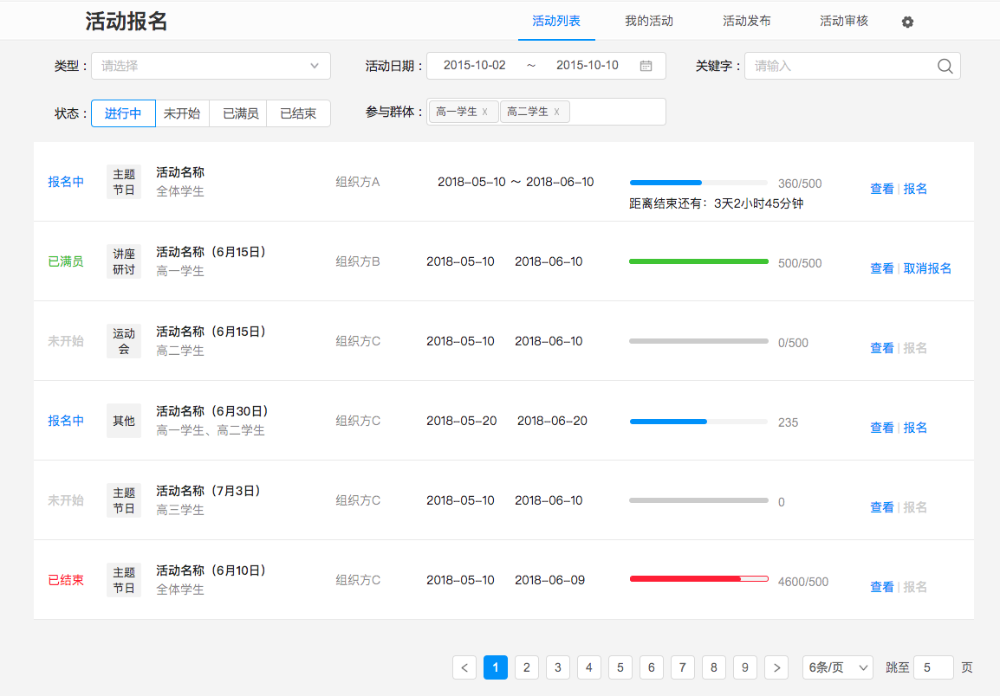 活动报名 活动列表 我的活动 活动发布 活动审核
类型： 请选择 活动日期： 2015-10-02 ～ 2015-10-10 关键字： 请输入
状态： 进行中 未开始 已满员 已结束 参与群体： 高一学生 x 高二学生 x
报名中 主题节日 活动名称 组织方A 2018-05-10 ～ 2018-06-10 360/500 查看 | 报名
全体学生 距离结束还有：3天2小时45分钟
已满员 讲座研讨 活动名称（6月15日） 组织方B 2018-05-10 2018-06-10 500/500 查看 | 取消报名
高一学生
未开始 运动会 活动名称（6月15日） 组织方C 2018-05-10 2018-06-10 0/500 查看 | 报名
高二学生
报名中 其他 活动名称（6月30日） 组织方C 2018-05-20 2018-06-20 235 查看 | 报名
高一学生、高二学生
未开始 主题节日 活动名称（7月3日） 组织方C 2018-05-10 2018-06-10 0 查看 | 报名
高三学生
已结束 主题节日 活动名称（6月10日） 组织方C 2018-05-10 2018-06-09 4600/500 查看 | 报名
全体学生
< 1 2 3 4 5 6 7 8 9 > 6条/页 跳至 5 页